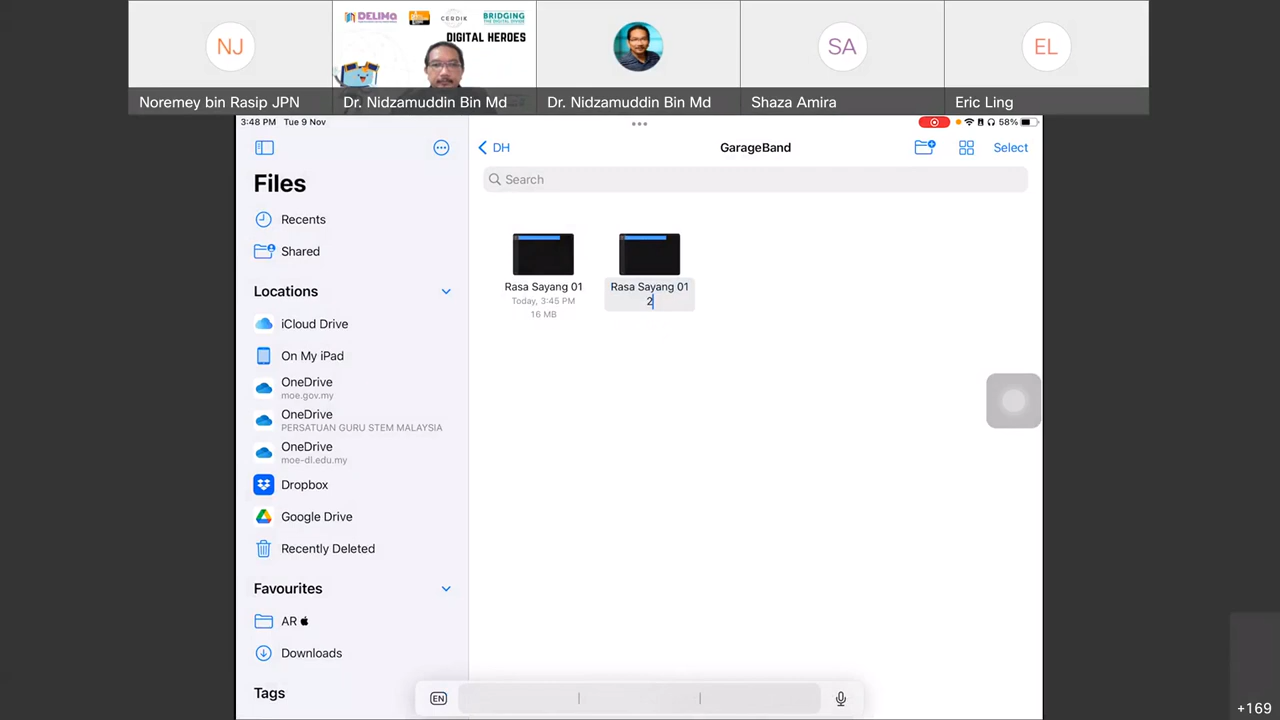 NJ
DELIMa
CERDIK
BRIDGING
THE DIGITAL DIVIDE
DIGITAL HEROES
SA
EL
Noremey bin Rasip JPN
Dr. Nidzamuddin Bin Md
Dr. Nidzamuddin Bin Md
Shaza Amira
Eric Ling
3:48 PM Tue 9 Nov
58%
DH
GarageBand
Select
Files
Search
Recents
Shared
Rasa Sayang 01
Today, 3:45 PM
16 MB
Rasa Sayang 01
2
Locations
iCloud Drive
On My iPad
OneDrive
moe.gov.my
OneDrive
PERSATUAN GURU STEM MALAYSIA
OneDrive
moe-dl.edu.my
Dropbox
Google Drive
Recently Deleted
Favourites
AR
Downloads
Tags
EN
+169